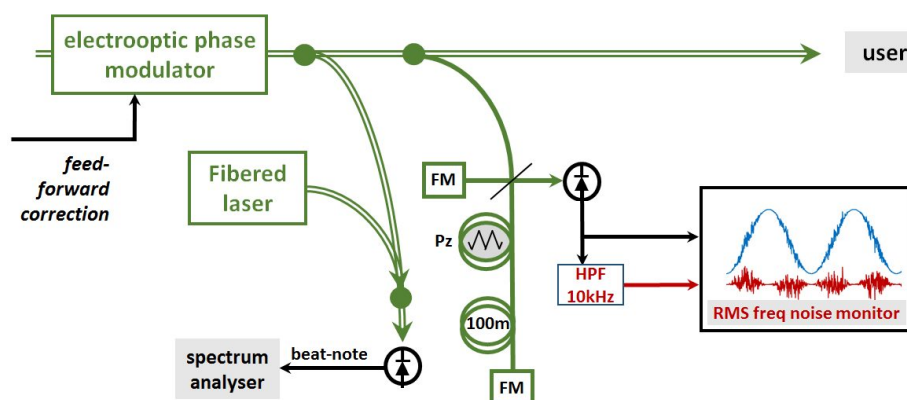 electrooptic phase
modulator
user
feed-
forward
correction
Fibered
laser
FM
Pz
HPF
10kHz
RMS freq noise monitor
100m
spectrum
analyser
beat-note
FM